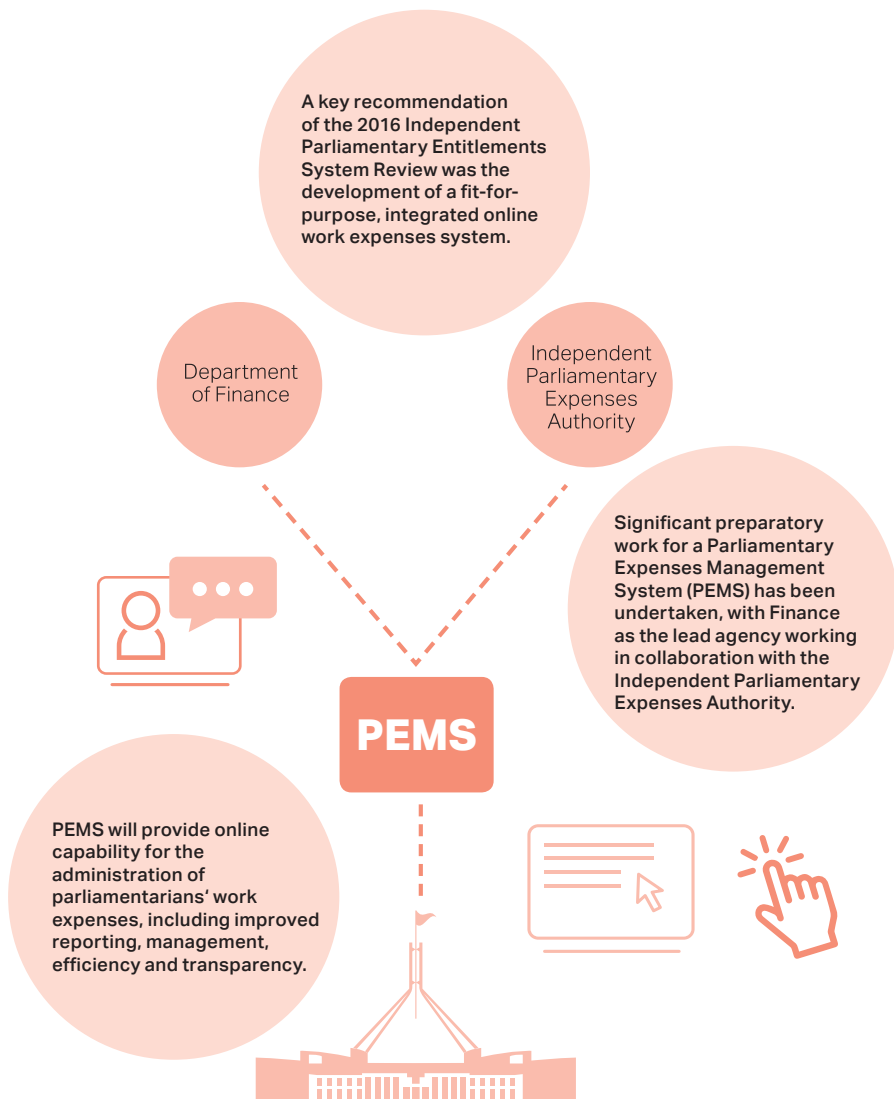 A key recommendation
of the 2016 Independent
Parliamentary Entitlements
System Review was the
development of a fit-for-
purpose, integrated online
work expenses system.
Department
of Finance
Independent
Parliamentary
Expenses
Authority
Significant preparatory
work for a Parliamentary
Expenses Management
System (PEMS) has been
undertaken, with Finance
as the lead agency working
in collaboration with the
Independent Parliamentary
Expenses Authority.
PEMS
PEMS will provide online
capability for the
administration of
parliamentarians‘ work
expenses, including improved
reporting, management,
efficiency and transparency.